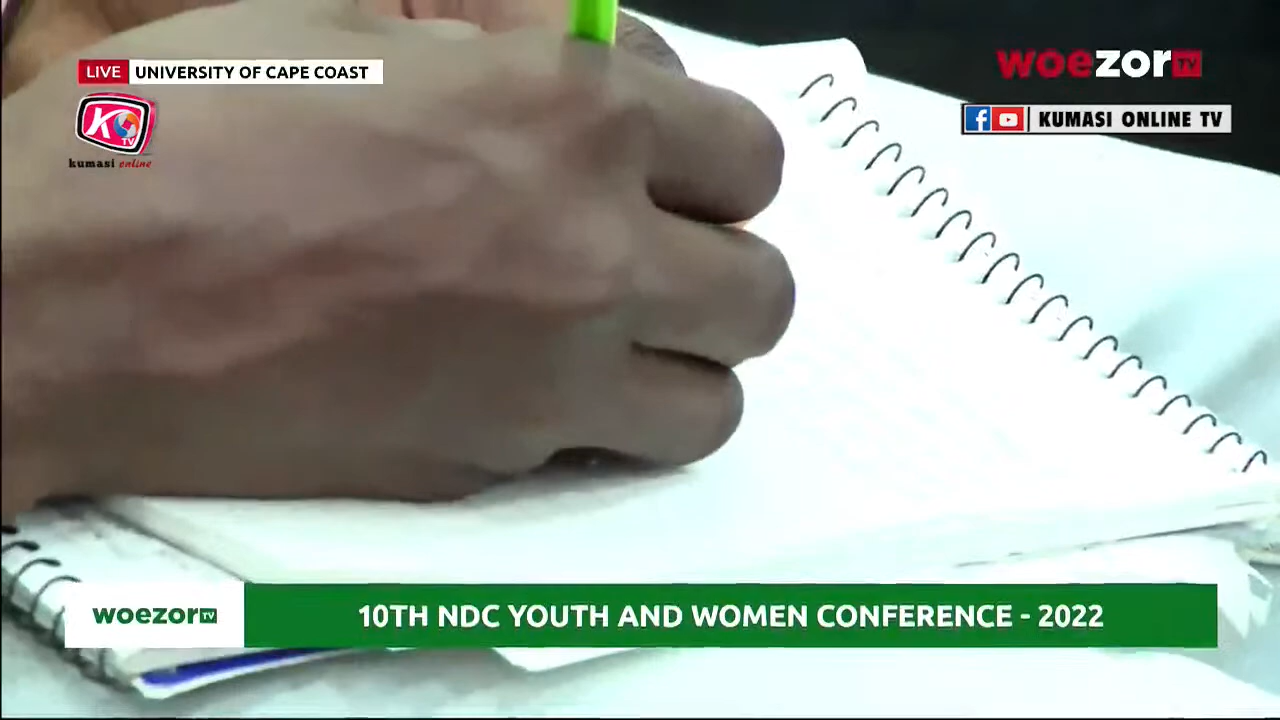 LIVE UNIVERSITY OF CAPE COAST
woezor TV
K TV
kumasi online
KUMASI ONLINE TV
woezor TV
10TH NDC YOUTH AND WOMEN CONFERENCE - 2022